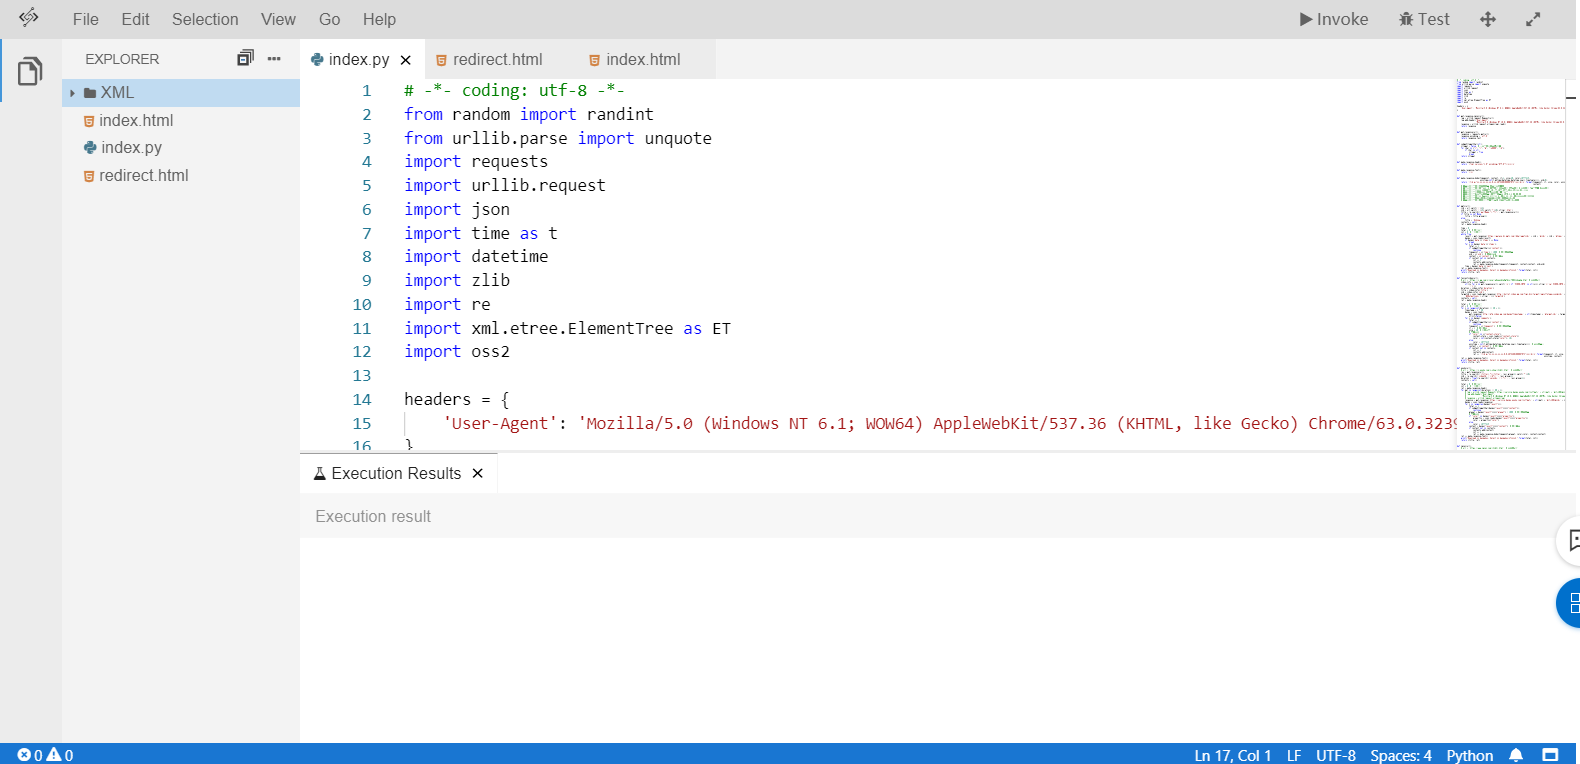 File Edit Selection View Go Help Invoke Test
EXPLORER
XML
index.html
index.py
redirect.html
index.py redirect.html index.html
1 # -*- coding: utf-8 -*-
2 from random import randint
3 from urllib.parse import unquote
4 import requests
5 import urllib.request
6 import json
7 import time as t
8 import datetime
9 import zlib
10 import re
11 import xml.etree.ElementTree as ET
12 import oss2
13
14 headers = {
15 'User-Agent': 'Mozilla/5.0 (Windows NT 6.1; WOW64) AppleWebKit/537.36 (KHTML, like Gecko) Chrome/63.0.3239
16 }
Execution Results
Execution result
0 0 Ln 17, Col 1 LF UTF-8 Spaces: 4 Python